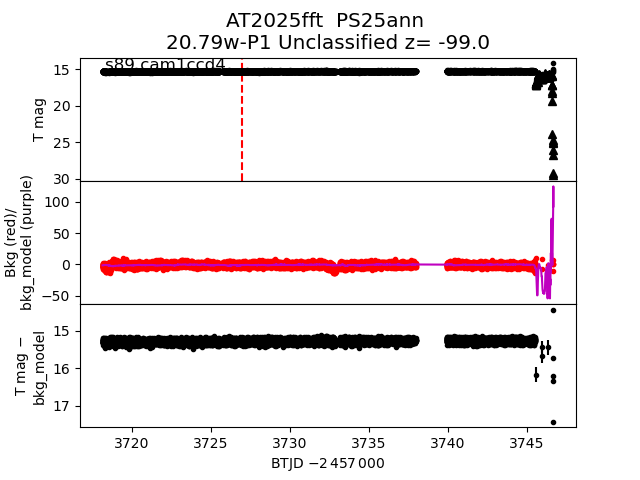 AT2025fft PS25ann
20.79w-P1 Unclassified z= -99.0
s89 cam1ccd4
T mag
15
20
25
30
Bkg (red)/
bkg_model (purple)
100
50
0
−50
T mag −
bkg_model
15
16
17
3720 3725 3730 3735 3740 3745
BTJD −2 457 000